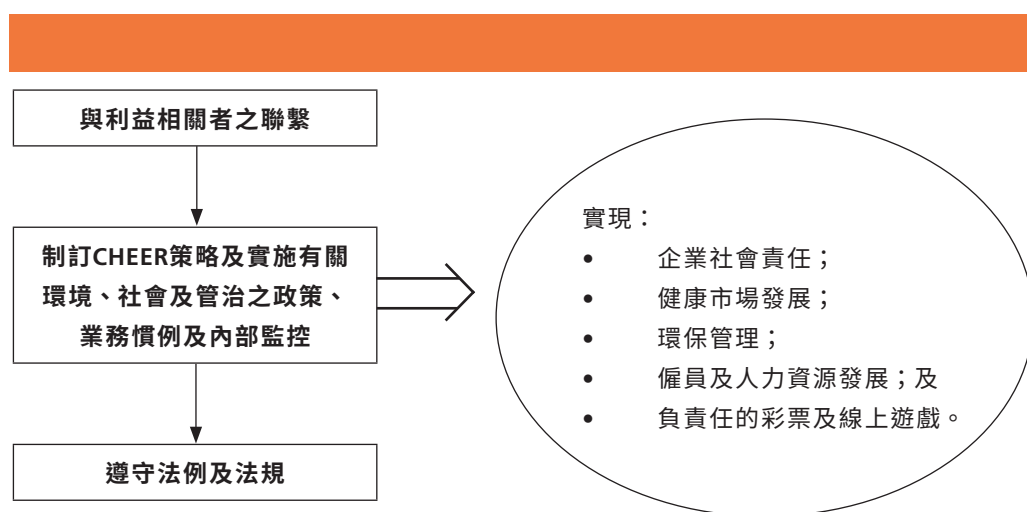 與利益相關者之聯繫
制訂CHEER策略及實施有關
環境、社會及管治之政策、
業務慣例及內部監控
遵守法例及法規
實現：
• 企業社會責任；
• 健康市場發展；
• 環保管理；
• 僱員及人力資源發展；及
• 負責任的彩票及線上遊戲。